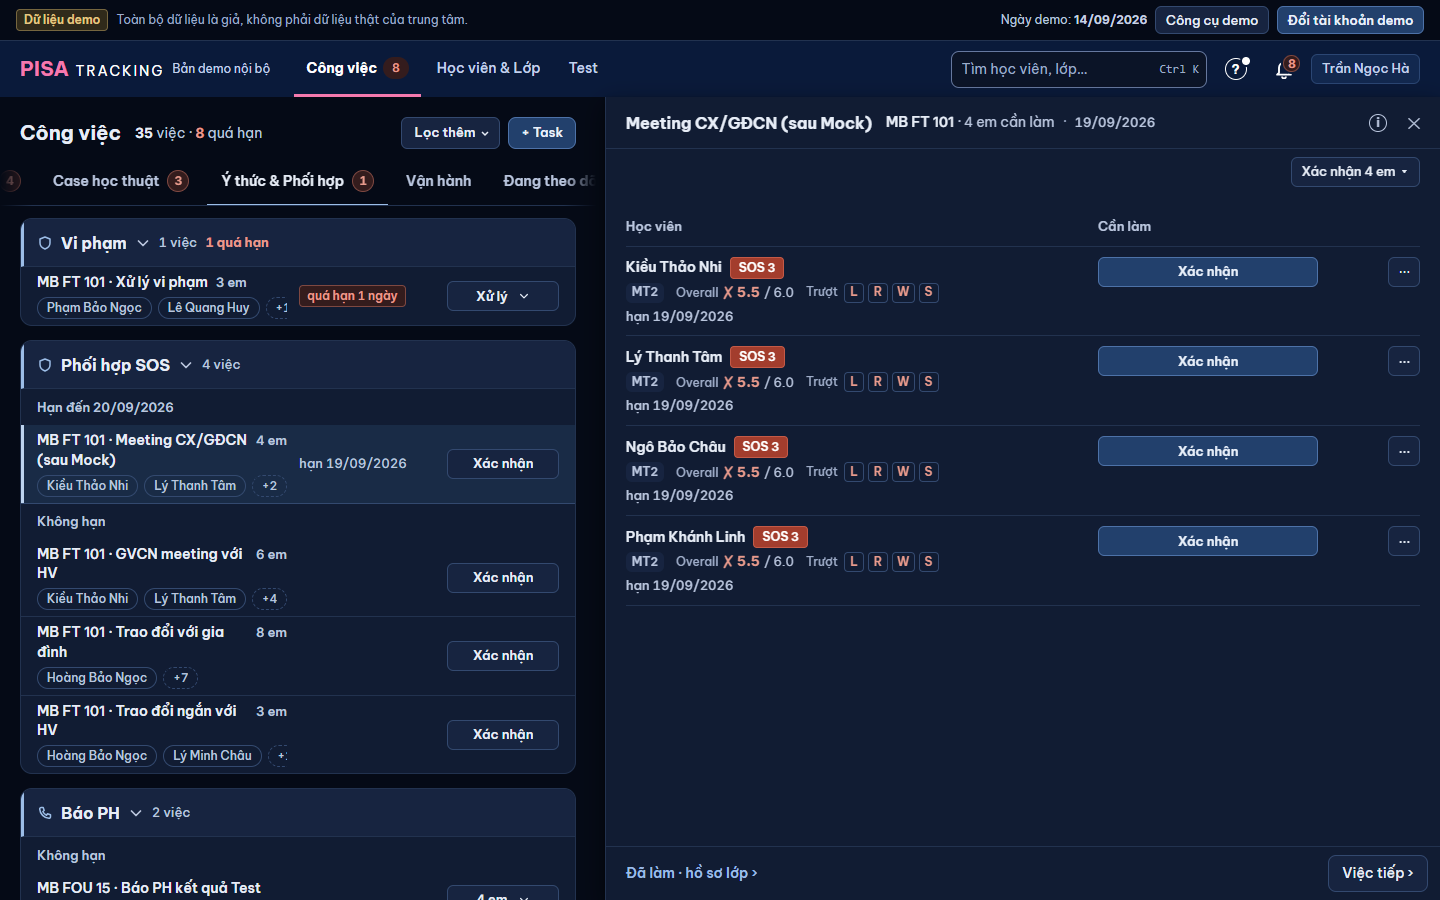 Dữ liệu demo Toàn bộ dữ liệu là giả, không phải dữ liệu thật của trung tâm. Ngày demo: 14/09/2026 Công cụ demo Đổi tài khoản demo
PISA TRACKING Bản demo nội bộ Công việc 8 Học viên & Lớp Test Tìm học viên, lớp... Ctrl K ? 8 Trần Ngọc Hà
Công việc 35 việc · 8 quá hạn Lọc thêm + Task
4 Case học thuật 3 Ý thức & Phối hợp 1 Vận hành Đang theo dõ
Vi phạm 1 việc 1 quá hạn
MB FT 101 · Xử lý vi phạm 3 em
Phạm Bảo Ngọc Lê Quang Huy +1 quá hạn 1 ngày Xử lý
Phối hợp SOS 4 việc
Hạn đến 20/09/2026
MB FT 101 · Meeting CX/GĐCN (sau Mock) 4 em
Kiều Thảo Nhi Lý Thanh Tâm +2 hạn 19/09/2026 Xác nhận
Không hạn
MB FT 101 · GVCN meeting với HV 6 em
Kiều Thảo Nhi Lý Thanh Tâm +4 Xác nhận
MB FT 101 · Trao đổi với gia đình 8 em
Hoàng Bảo Ngọc +7 Xác nhận
MB FT 101 · Trao đổi ngắn với HV 3 em
Hoàng Bảo Ngọc Lý Minh Châu Xác nhận
Báo PH 2 việc
Không hạn
MB FOU 15 · Báo PH kết quả Test
4 em
Meeting CX/GĐCN (sau Mock) MB FT 101 · 4 em cần làm · 19/09/2026
Xác nhận 4 em
Học viên Cần làm
Kiều Thảo Nhi SOS 3 Xác nhận ...
MT2 Overall ✗ 5.5 / 6.0 Trượt L R W S
hạn 19/09/2026
Lý Thanh Tâm SOS 3 Xác nhận ...
MT2 Overall ✗ 5.5 / 6.0 Trượt L R W S
hạn 19/09/2026
Ngô Bảo Châu SOS 3 Xác nhận ...
MT2 Overall ✗ 5.5 / 6.0 Trượt L R W S
hạn 19/09/2026
Phạm Khánh Linh SOS 3 Xác nhận ...
MT2 Overall ✗ 5.5 / 6.0 Trượt L R W S
hạn 19/09/2026
Đã làm · hồ sơ lớp › Việc tiếp ›